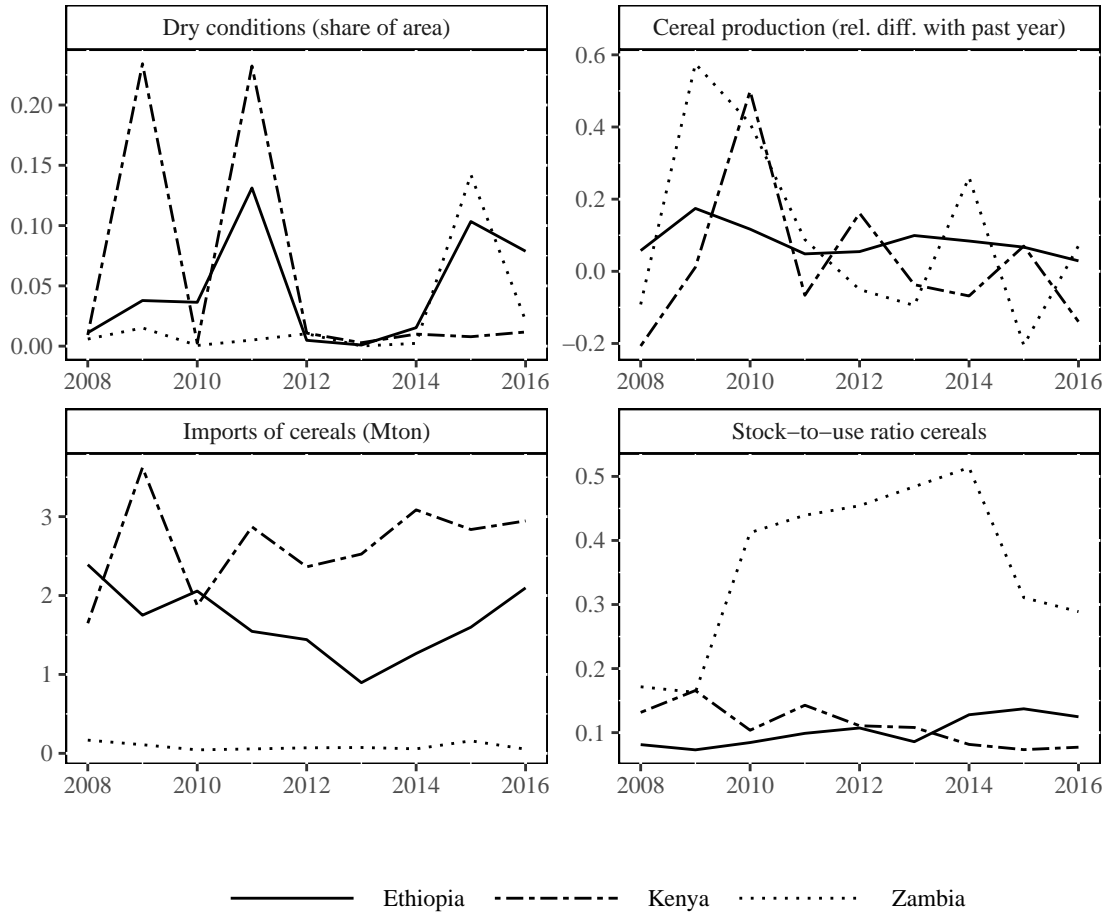 Dry conditions (share of area)
0.20
0.15
0.10
0.05
0.00
2008 2010 2012 2014 2016
Cereal production (rel. diff. with past year)
0.6
0.4
0.2
0.0
−0.2
2008 2010 2012 2014 2016
Imports of cereals (Mton)
3
2
1
0
2008 2010 2012 2014 2016
Stock−to−use ratio cereals
0.5
0.4
0.3
0.2
0.1
2008 2010 2012 2014 2016
Ethiopia Kenya Zambia